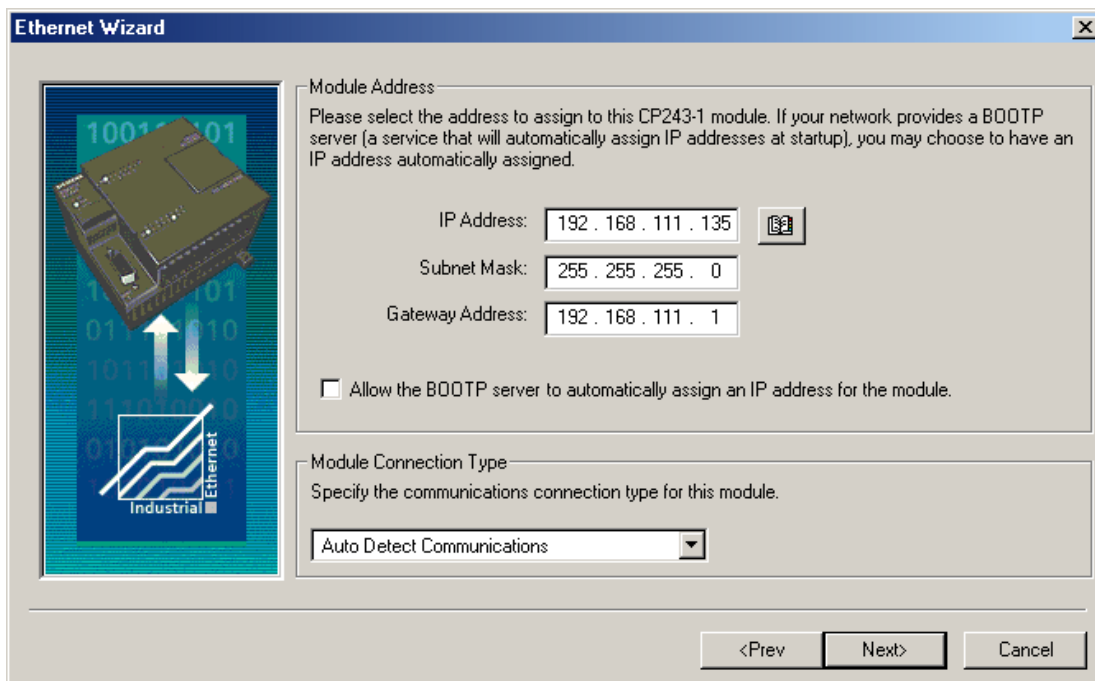 Ethernet Wizard
Module Address
Please select the address to assign to this CP243-1 module. If your network provides a BOOTP
server (a service that will automatically assign IP addresses at startup), you may choose to have an
IP address automatically assigned.
IP Address: 192 . 168 . 111 . 135
Subnet Mask: 255 . 255 . 255 . 0
Gateway Address: 192 . 168 . 111 . 1
Allow the BOOTP server to automatically assign an IP address for the module.
Industrial Ethernet
Module Connection Type
Specify the communications connection type for this module.
Auto Detect Communications
<Prev
Next>
Cancel